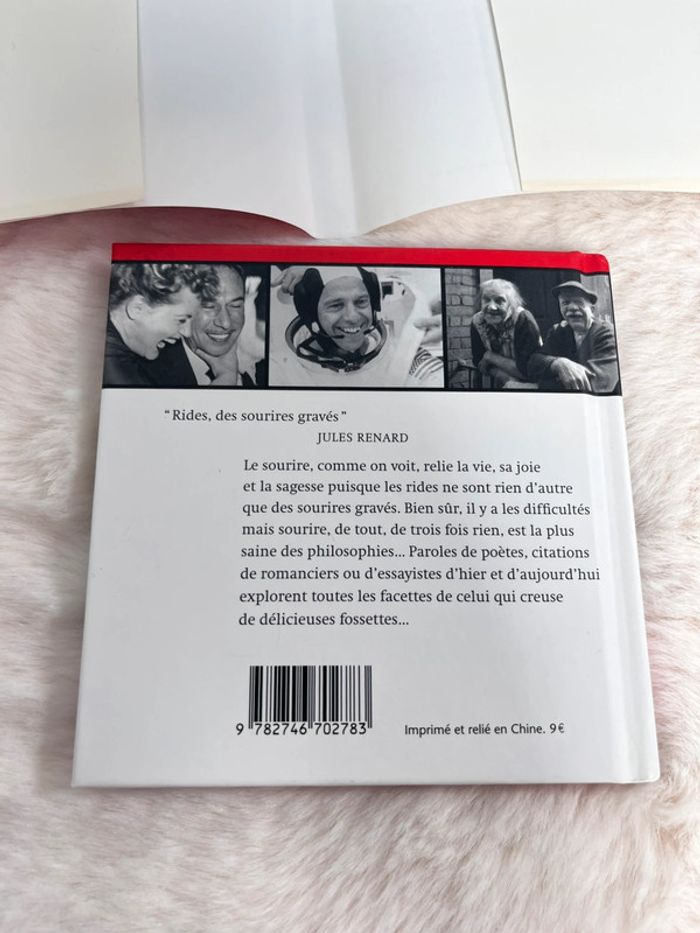 “Rides, des sourires gravés”
JULES RENARD
Le sourire, comme on voit, relie la vie, sa joie
et la sagesse puisque les rides ne sont rien d’autre
que des sourires gravés. Bien sûr, il y a les difficultés
mais sourire, de tout, de trois fois rien, est la plus
saine des philosophies... Paroles de poètes, citations
de romanciers ou d’essayistes d’hier et d’aujourd’hui
explorent toutes les facettes de celui qui creuse
de délicieuses fossettes...
9 782746 702783
Imprimé et relié en Chine. 9 €